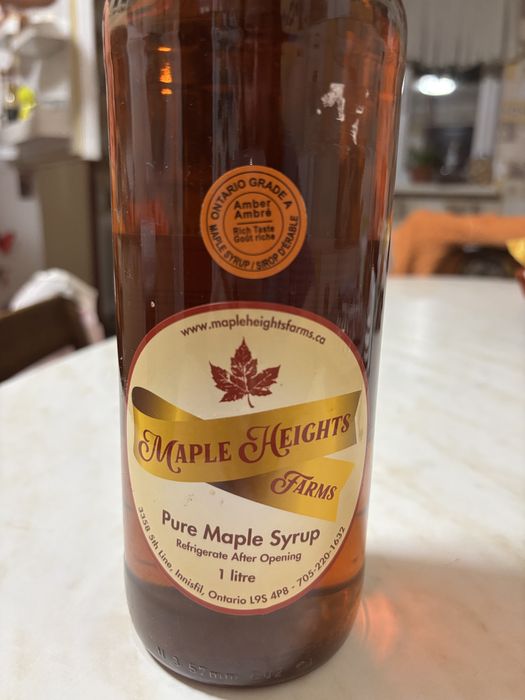 ONTARIO GRADE A
Amber
Ambré
Rich Taste
Goût riche
MAPLE SYRUP / SIROP D'ÉRABLE
www.mapleheightsfarms.ca
MAPLE HEIGHTS
FARMS
Pure Maple Syrup
Refrigerate After Opening
1 litre
3358 5th Line, Innisfil, Ontario L9S 4PB - 705-220-1632